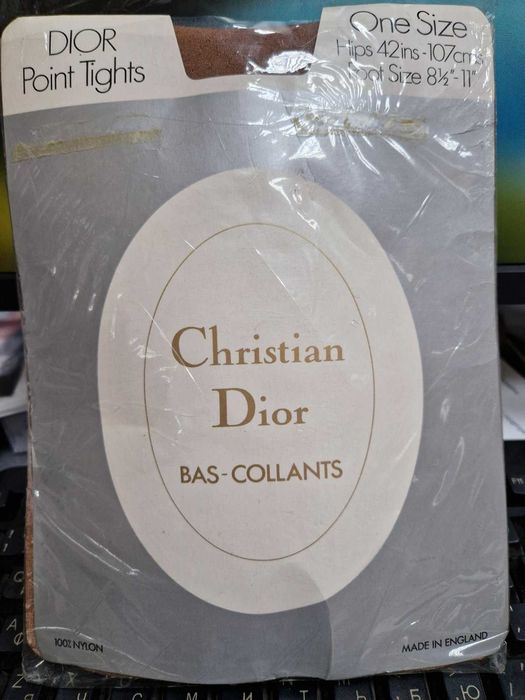 DIOR
Point Tights
One Size
Hips 42ins-107cms
Foot Size 8½"-11"
Christian
Dior
BAS-COLLANTS
100% NYLON
MADE IN ENGLAND